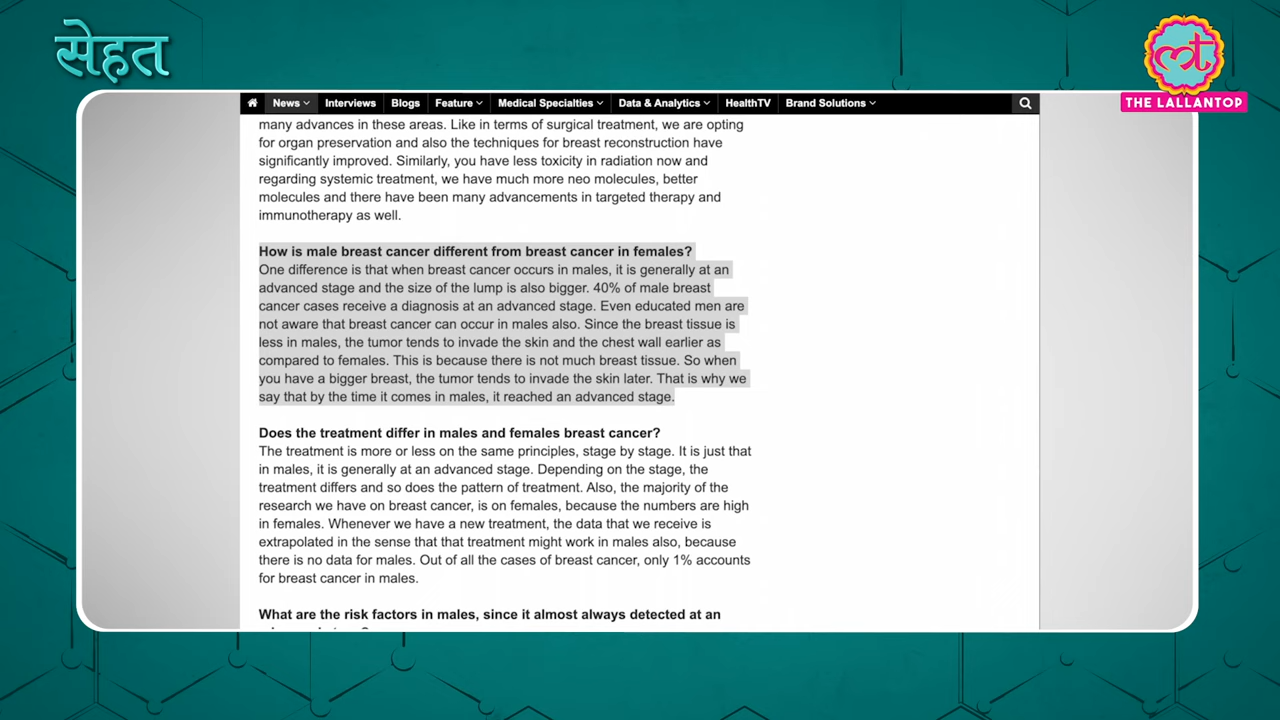 सेहत
mt
THE LALLANTOP
News Interviews Blogs Feature Medical Specialties Data & Analytics HealthTV Brand Solutions
many advances in these areas. Like in terms of surgical treatment, we are opting
for organ preservation and also the techniques for breast reconstruction have
significantly improved. Similarly, you have less toxicity in radiation now and
regarding systemic treatment, we have much more neo molecules, better
molecules and there have been many advancements in targeted therapy and
immunotherapy as well.
How is male breast cancer different from breast cancer in females?
One difference is that when breast cancer occurs in males, it is generally at an
advanced stage and the size of the lump is also bigger. 40% of male breast
cancer cases receive a diagnosis at an advanced stage. Even educated men are
not aware that breast cancer can occur in males also. Since the breast tissue is
less in males, the tumor tends to invade the skin and the chest wall earlier as
compared to females. This is because there is not much breast tissue. So when
you have a bigger breast, the tumor tends to invade the skin later. That is why we
say that by the time it comes in males, it reached an advanced stage.
Does the treatment differ in males and females breast cancer?
The treatment is more or less on the same principles, stage by stage. It is just that
in males, it is generally at an advanced stage. Depending on the stage, the
treatment differs and so does the pattern of treatment. Also, the majority of the
research we have on breast cancer, is on females, because the numbers are high
in females. Whenever we have a new treatment, the data that we receive is
extrapolated in the sense that that treatment might work in males also, because
there is no data for males. Out of all the cases of breast cancer, only 1% accounts
for breast cancer in males.
What are the risk factors in males, since it almost always detected at an